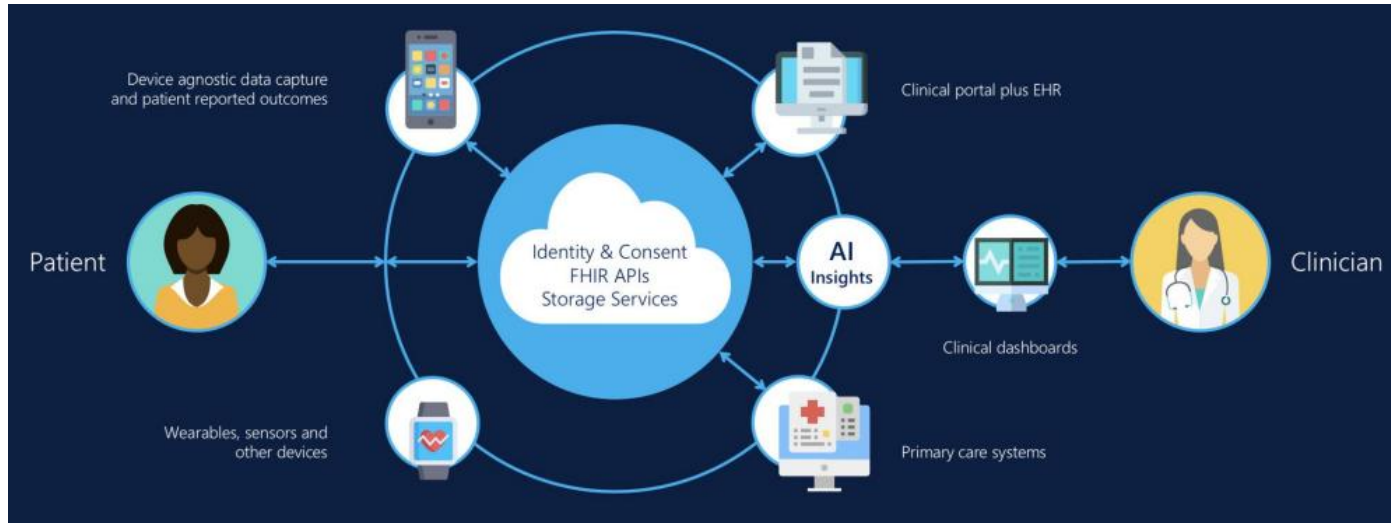 Device agnostic data capture
and patient reported outcomes
Clinical portal plus EHR
Patient
Identity & Consent
FHIR APIs
Storage Services
AI
Insights
Clinician
Clinical dashboards
Wearables, sensors and
other devices
Primary care systems